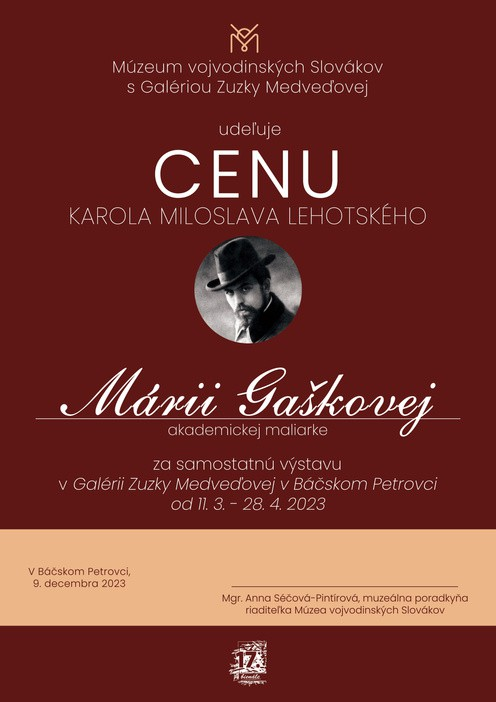 Múzeum vojvodinských Slovákov
s Galériou Zuzky Medveďovej
udeľuje
CENU
KAROLA MILOSLAVA LEHOTSKÉHO
Márii Gaškovej
akademickej maliarke
za samostatnú výstavu
v Galérii Zuzky Medveďovej v Báčskom Petrovci
od 11. 3. - 28. 4. 2023
V Báčskom Petrovci,
9. decembra 2023
Mgr. Anna Séčová-Pintírová, muzeálna poradkyňa
riaditeľka Múzea vojvodinských Slovákov
17.
bienále